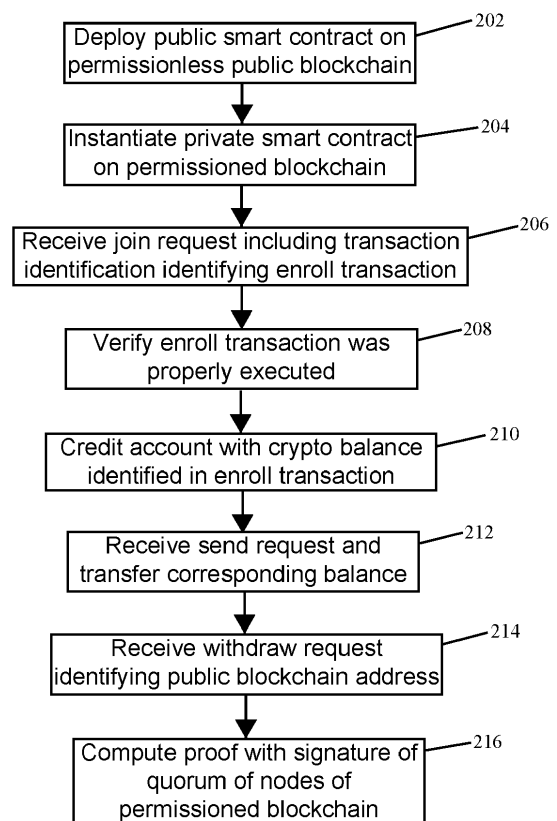 202
Deploy public smart contract on
permissionless public blockchain
204
Instantiate private smart contract
on permissioned blockchain
206
Receive join request including transaction
identification identifying enroll transaction
208
Verify enroll transaction was
properly executed
210
Credit account with crypto balance
identified in enroll transaction
212
Receive send request and
transfer corresponding balance
214
Receive withdraw request
identifying public blockchain address
216
Compute proof with signature of
quorum of nodes of
permissioned blockchain